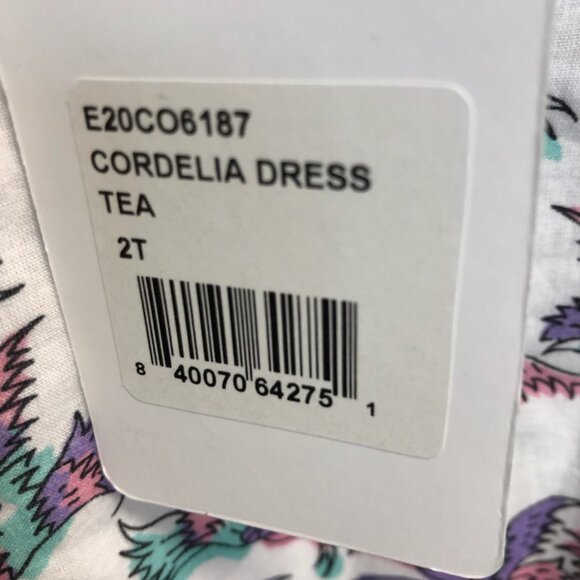 E20CO6187
CORDELIA DRESS
TEA
2T
8 40070 64275 1